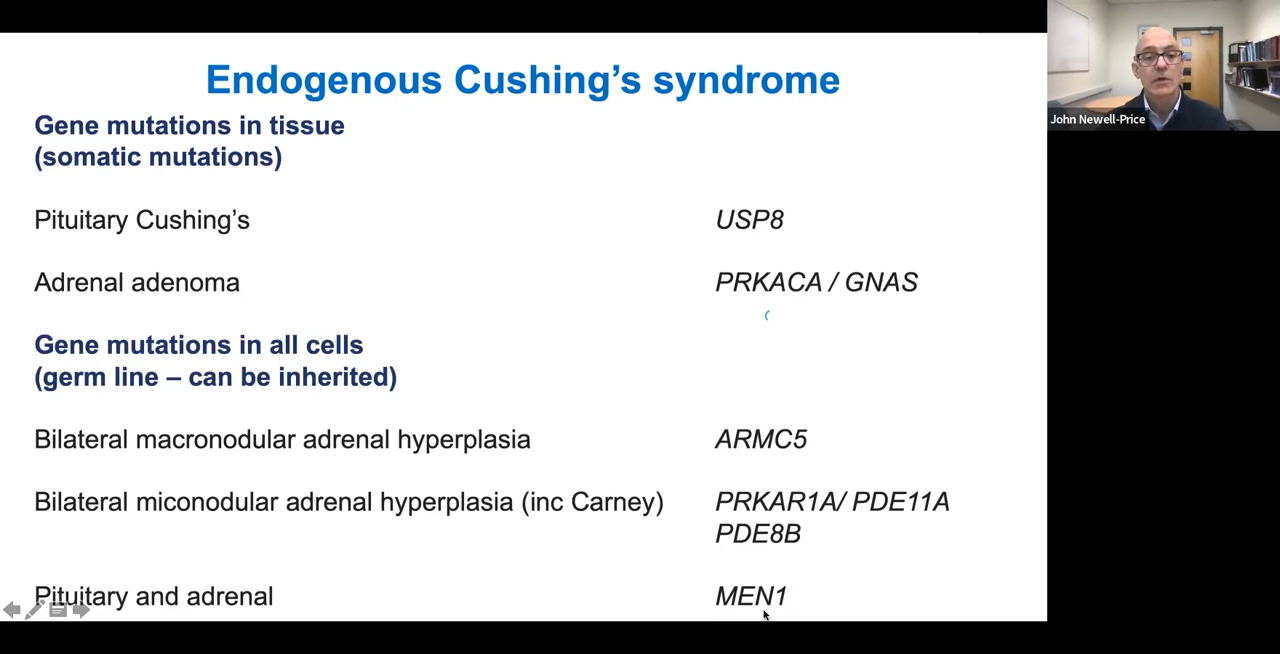 Endogenous Cushing's syndrome
Gene mutations in tissue
(somatic mutations)
Pituitary Cushing's USP8
Adrenal adenoma PRKACA / GNAS
Gene mutations in all cells
(germ line – can be inherited)
Bilateral macronodular adrenal hyperplasia ARMC5
Bilateral miconodular adrenal hyperplasia (inc Carney) PRKAR1A/ PDE11A
PDE8B
Pituitary and adrenal MEN1
John Newell-Price